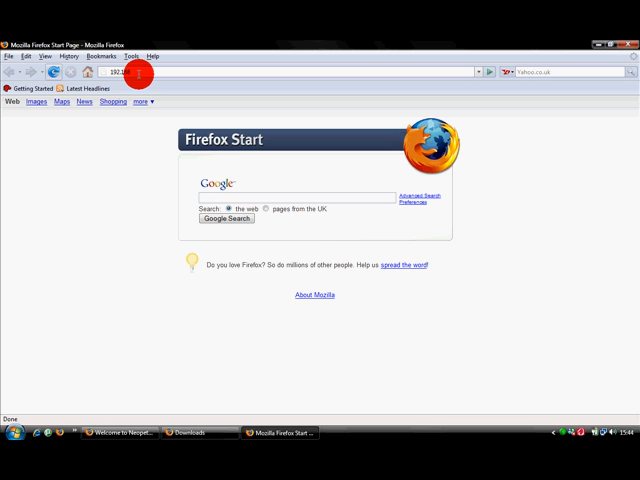 Mozilla Firefox Start Page - Mozilla Firefox
File Edit View History Bookmarks Tools Help
192.168 Yahoo.co.uk
Getting Started Latest Headlines
Web Images Maps News Shopping more ▼
Firefox Start
Google
Advanced Search
Preferences
Search: the web pages from the UK
Google Search
Do you love Firefox? So do millions of other people. Help us spread the word!
About Mozilla
Done
Welcome to Neopet... Downloads Mozilla Firefox Start ... 15:44